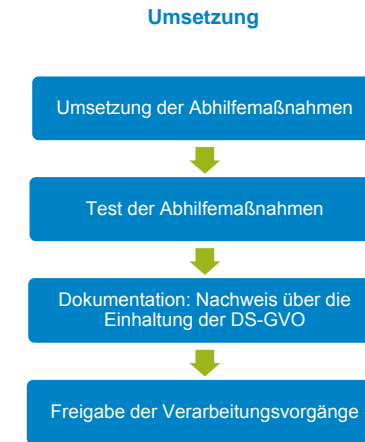 Umsetzung
Umsetzung der Abhilfemaßnahmen
Test der Abhilfemaßnahmen
Dokumentation: Nachweis über die
Einhaltung der DS-GVO
Freigabe der Verarbeitungsvorgänge